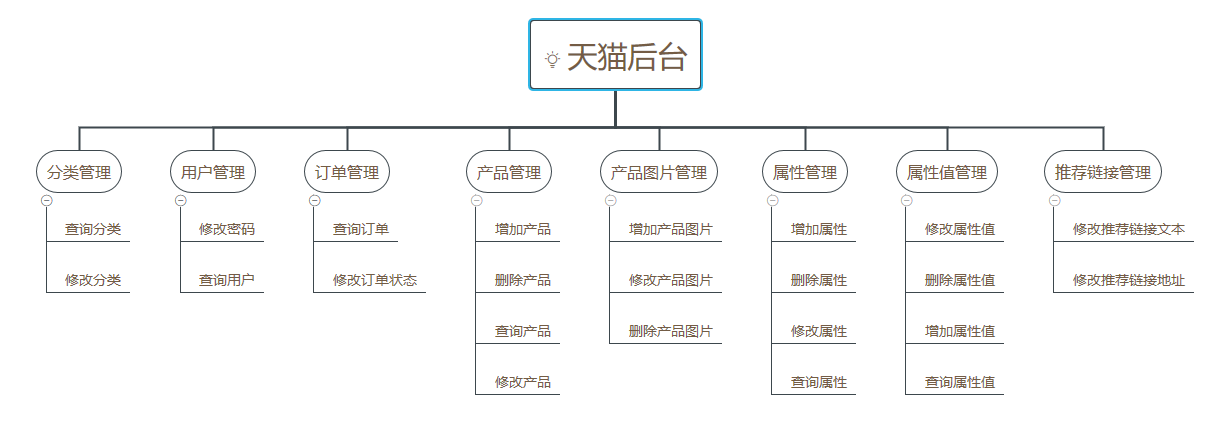 天猫后台
分类管理
用户管理
订单管理
产品管理
产品图片管理
属性管理
属性值管理
推荐链接管理
查询分类
修改密码
查询订单
增加产品
增加产品图片
增加属性
修改属性值
修改推荐链接文本
修改分类
查询用户
修改订单状态
删除产品
修改产品图片
删除属性
删除属性值
修改推荐链接地址
查询产品
删除产品图片
修改属性
增加属性值
修改产品
查询属性
查询属性值